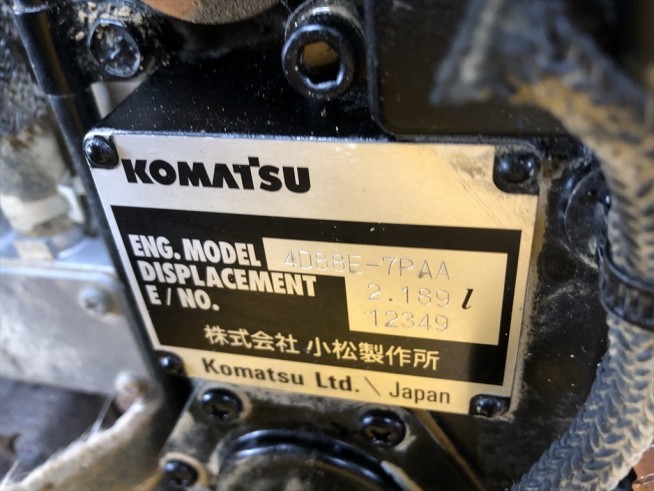 KOMATSU
ENG. MODEL 4D88E-7PAA
DISPLACEMENT 2.189 l
E/NO. 12349
株式会社 小松製作所
Komatsu Ltd. \ Japan